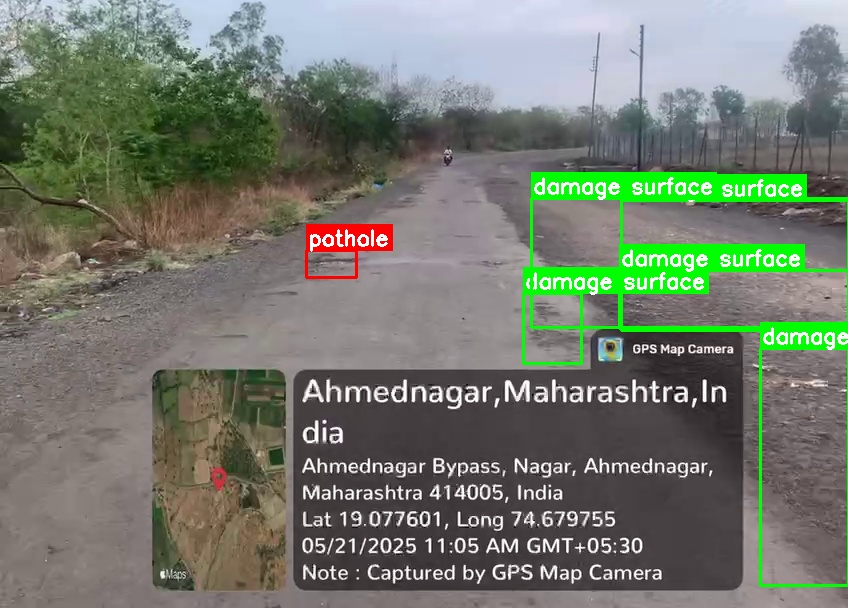 damage surface
surface
pothole
damage surface
damage surface
damage
GPS Map Camera
Ahmednagar,Maharashtra,In
dia
Ahmednagar Bypass, Nagar, Ahmednagar,
Maharashtra 414005, India
Lat 19.077601, Long 74.679755
05/21/2025 11:05 AM GMT+05:30
Note : Captured by GPS Map Camera
Maps